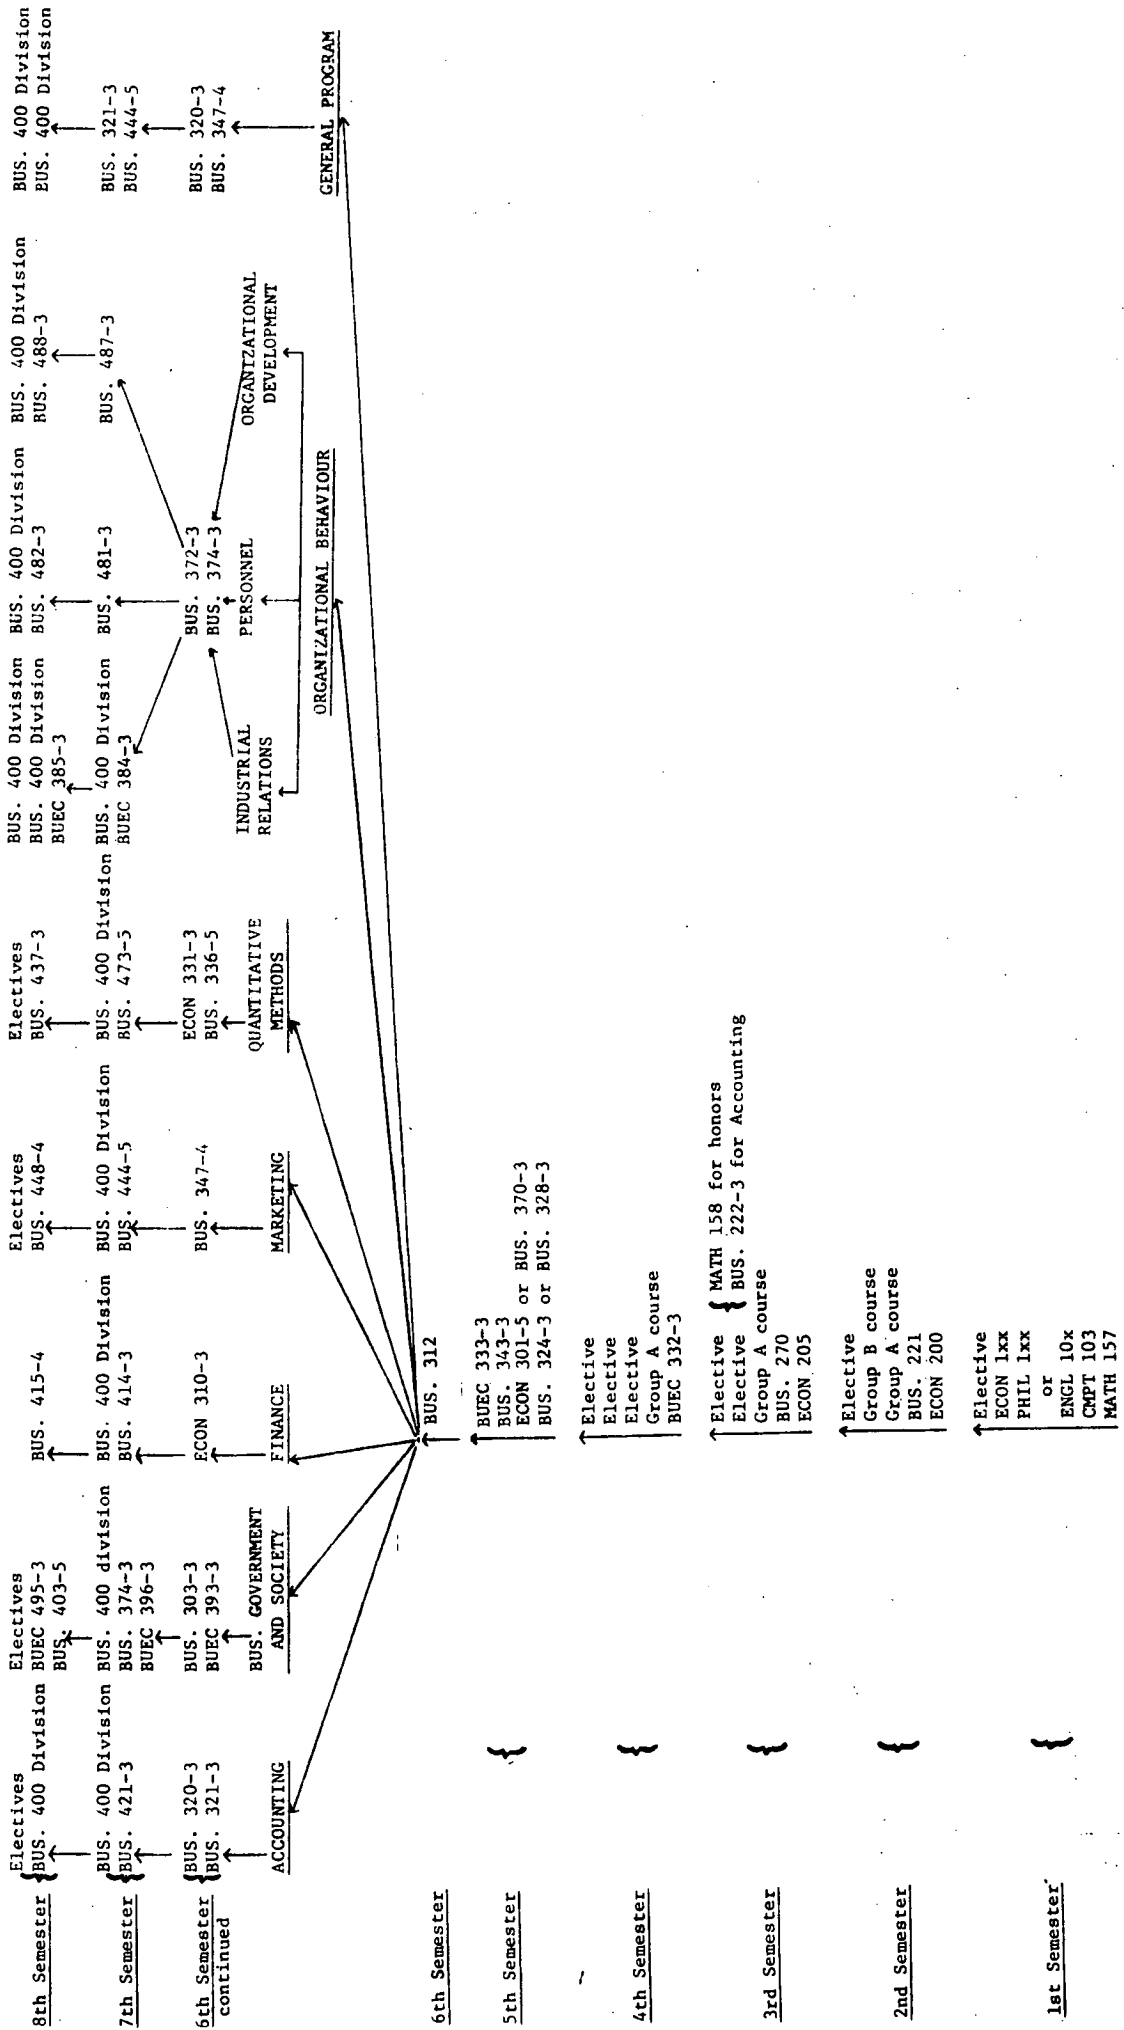 8th Semester
Electives
BUS. 400 Division
Electives
BUEC 495-3
BUS. 403-5
BUS. 415-4
Electives
BUS. 448-4
Electives
BUS. 437-3
BUS. 400 Division
BUS. 400 Division
BUEC 385-3
BUS. 400 Division
BUS. 482-3
BUS. 400 Division
BUS. 488-3
BUS. 400 Division
BUS. 400 Division
7th Semester
BUS. 400 Division
BUS. 421-3
BUS. 400 division
BUS. 374-3
BUEC 396-3
BUS. 400 Division
BUS. 414-3
BUS. 400 Division
BUS. 444-5
BUS. 400 Division
BUS. 473-5
BUS. 400 Division
BUEC 384-3
BUS. 481-3
BUS. 487-3
BUS. 321-3
BUS. 444-5
6th Semester
continued
BUS. 320-3
BUS. 321-3
BUS. 303-3
BUEC 393-3
ECON 310-3
BUS. 347-4
ECON 331-3
BUS. 336-5
BUS. 372-3
BUS. 374-3
BUS. 320-3
BUS. 347-4
ACCOUNTING
BUS. GOVERNMENT
AND SOCIETY
FINANCE
MARKETING
QUANTITATIVE
METHODS
INDUSTRIAL
RELATIONS
PERSONNEL
ORGANIZATIONAL
DEVELOPMENT
ORGANIZATIONAL BEHAVIOUR
GENERAL PROGRAM
6th Semester
BUS. 312
5th Semester
BUEC 333-3
BUS. 343-3
ECON 301-5 or BUS. 370-3
BUS. 324-3 or BUS. 328-3
4th Semester
Elective
Elective
Elective
Group A course
BUEC 332-3
3rd Semester
Elective { MATH 158 for honors
Elective { BUS. 222-3 for Accounting
Group A course
BUS. 270
ECON 205
2nd Semester
Elective
Group B course
Group A course
BUS. 221
ECON 200
1st Semester
Elective
ECON 1xx
PHIL 1xx
or
ENGL 10x
CMPT 103
MATH 157